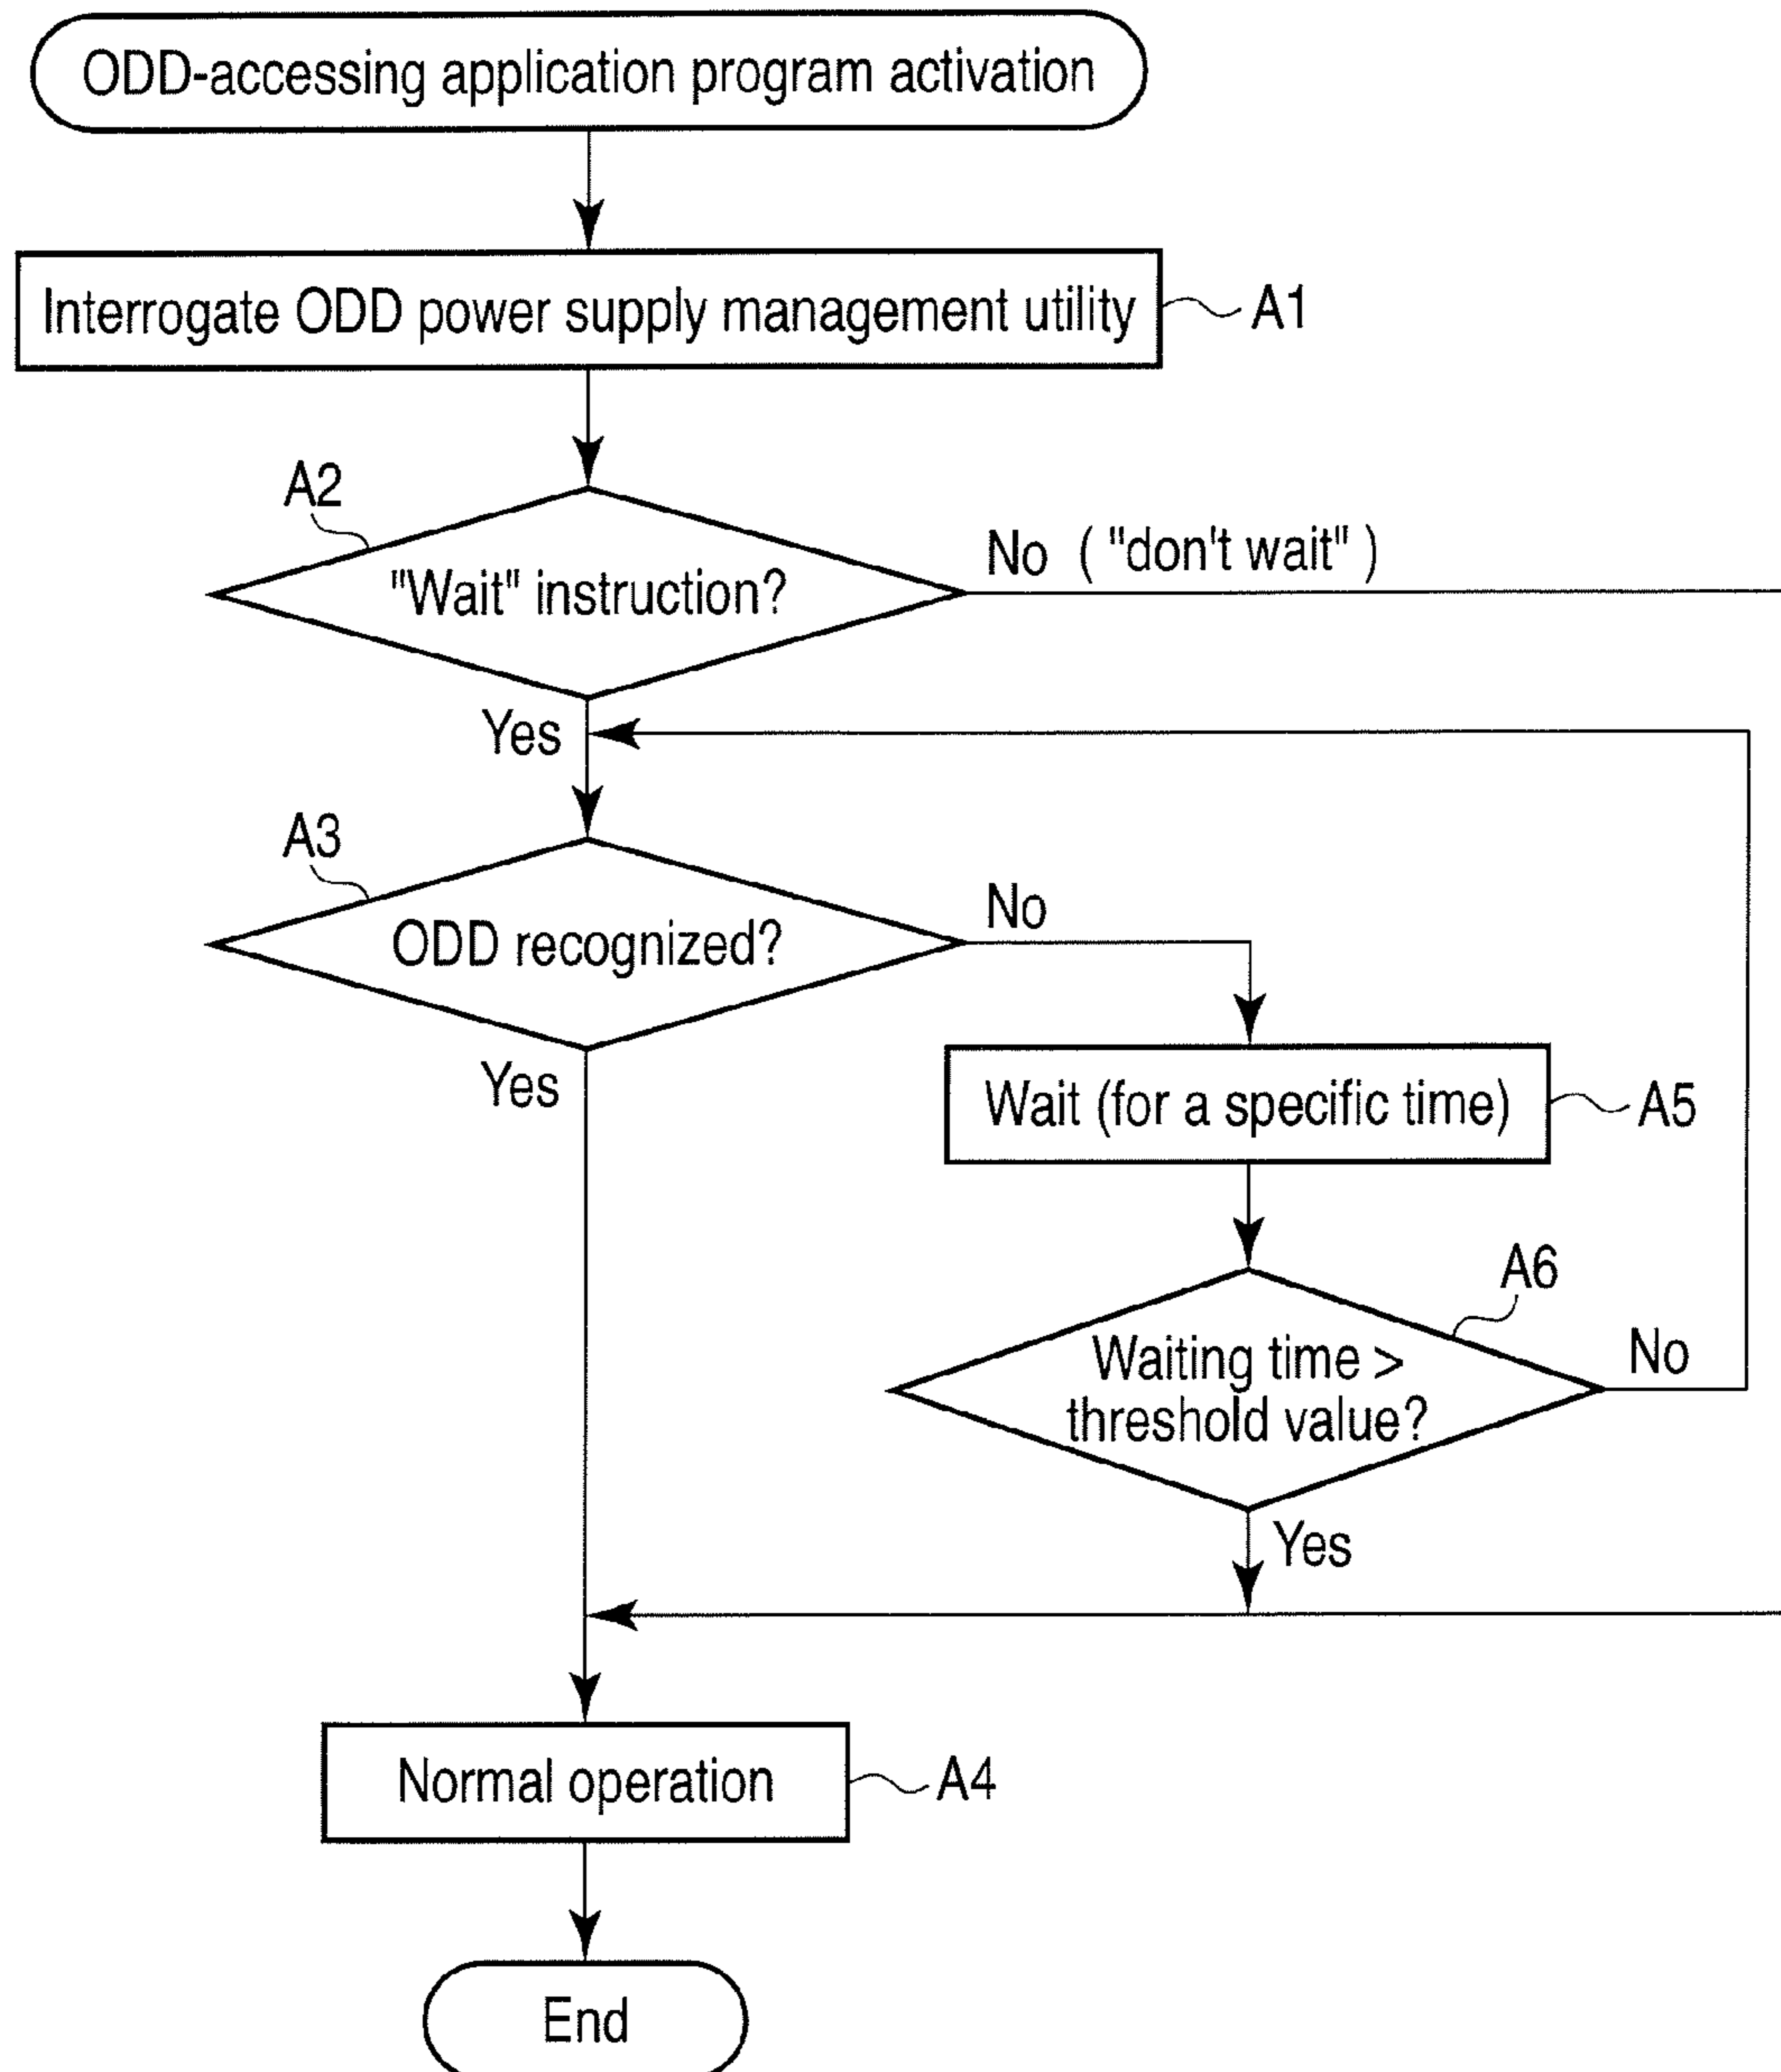 ODD-accessing application program activation
Interrogate ODD power supply management utility
A1
A2
"Wait" instruction?
No ( "don't wait" )
Yes
A3
ODD recognized?
No
Yes
Wait (for a specific time)
A5
A6
Waiting time >
threshold value?
No
Yes
Normal operation
A4
End